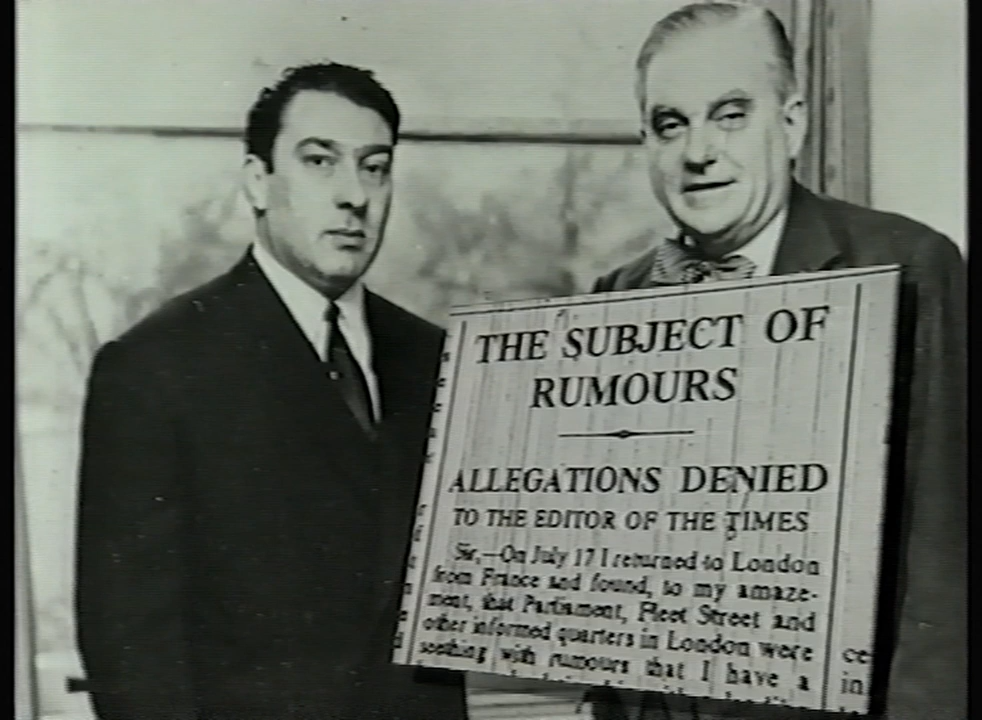 THE SUBJECT OF
RUMOURS
ALLEGATIONS DENIED
TO THE EDITOR OF THE TIMES
Sir,—On July 17 I returned to London
from France and found, to my amaze-
ment, that Parliament, Fleet Street and
other informed quarters in London were
seething with rumours that I have a
ce
in